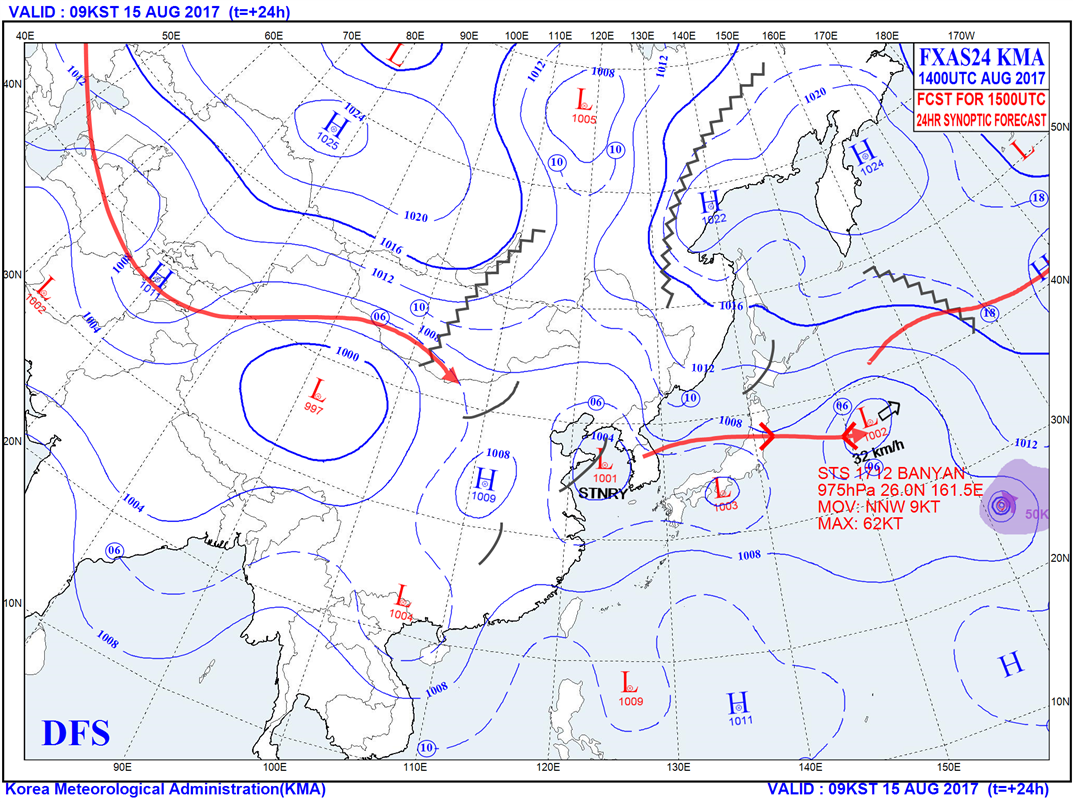 VALID : 09KST 15 AUG 2017 (t=+24h)
40E 50E 60E 70E 80E 90E 100E 110E 120E 130E 140E 150E 160E 170E 180E 170W
FXAS24 KMA
1400UTC AUG 2017
FCST FOR 1500UTC
24HR SYNOPTIC FORECAST
L
1012
1012
1008
1012
40N
1024
H
1025
L
1005
1020
50N
10
10
H
1024
L
18
H
1022
1020
1016
1008
H
1012
H
30N
L
1002
40N
06
10
1016
18
1004
1008
1000
L
997
1012
10
06
06
L
1002
32 km/h
30N
1008
1012
20N
1004
1008
H
1009
L
1001
STNRY
06
L
1003
STS 1712 BANYAN
975hPa 26.0N 161.5E
MOV: NNW 9KT
MAX: 62KT
50K
1004
06
1008
20N
10N
L
1004
1008
1008
H
L
1009
H
1011
10N
DFS
10
90E 100E 110E 120E 130E 140E 150E
Korea Meteorological Administration(KMA)
VALID : 09KST 15 AUG 2017 (t=+24h)